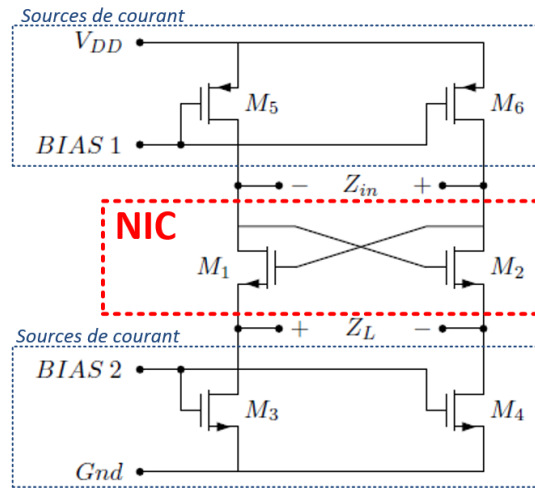 Sources de courant
V_DD
M_5
M_6
BIAS 1
− Z_in +
NIC
M_1
M_2
+ Z_L −
Sources de courant
BIAS 2
M_3
M_4
Gnd